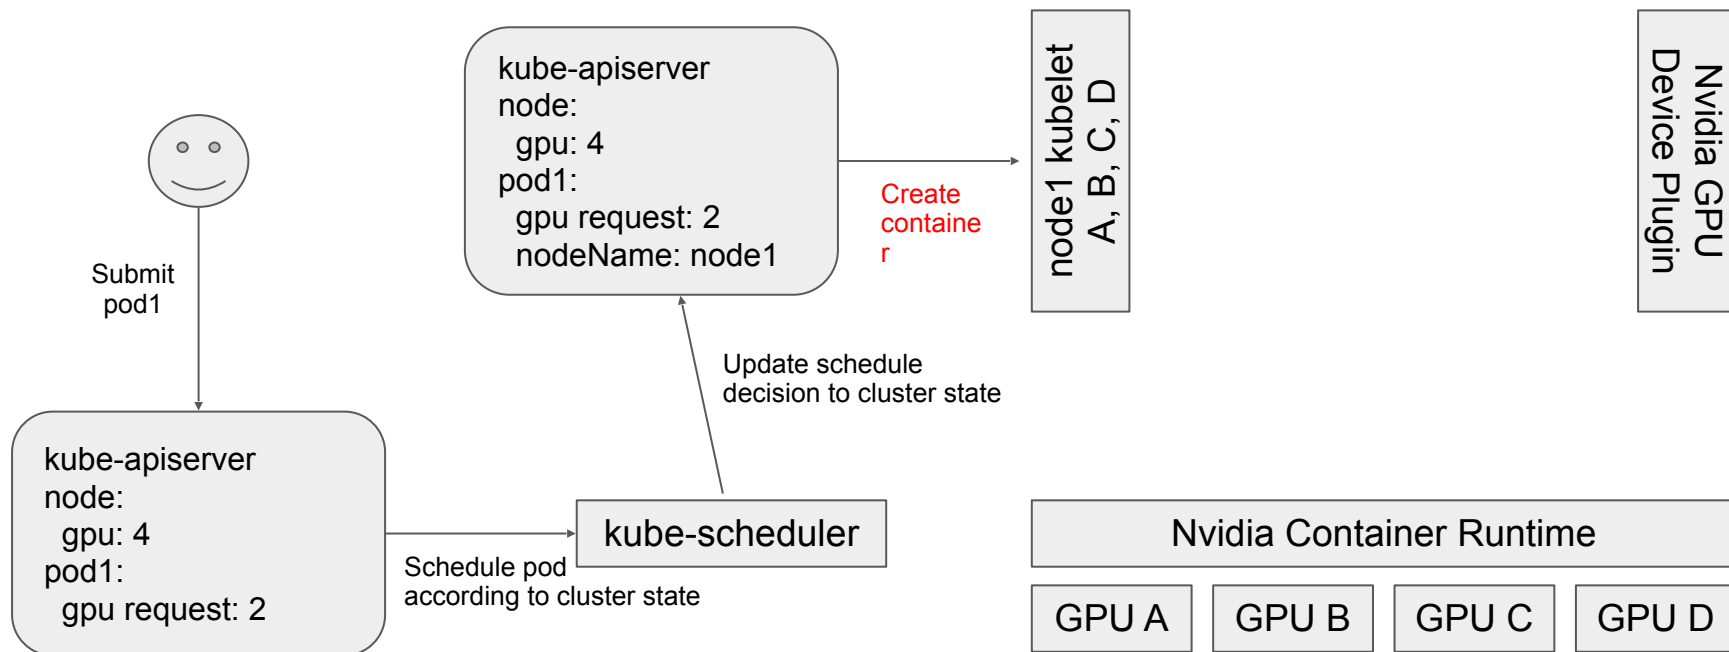 Submit
pod1
kube-apiserver
node:
gpu: 4
pod1:
gpu request: 2
Schedule pod
according to cluster state
kube-scheduler
Update schedule
decision to cluster state
kube-apiserver
node:
gpu: 4
pod1:
gpu request: 2
nodeName: node1
Create
containe
r
node1 kubelet
A, B, C, D
Nvidia GPU
Device Plugin
Nvidia Container Runtime
GPU A
GPU B
GPU C
GPU D